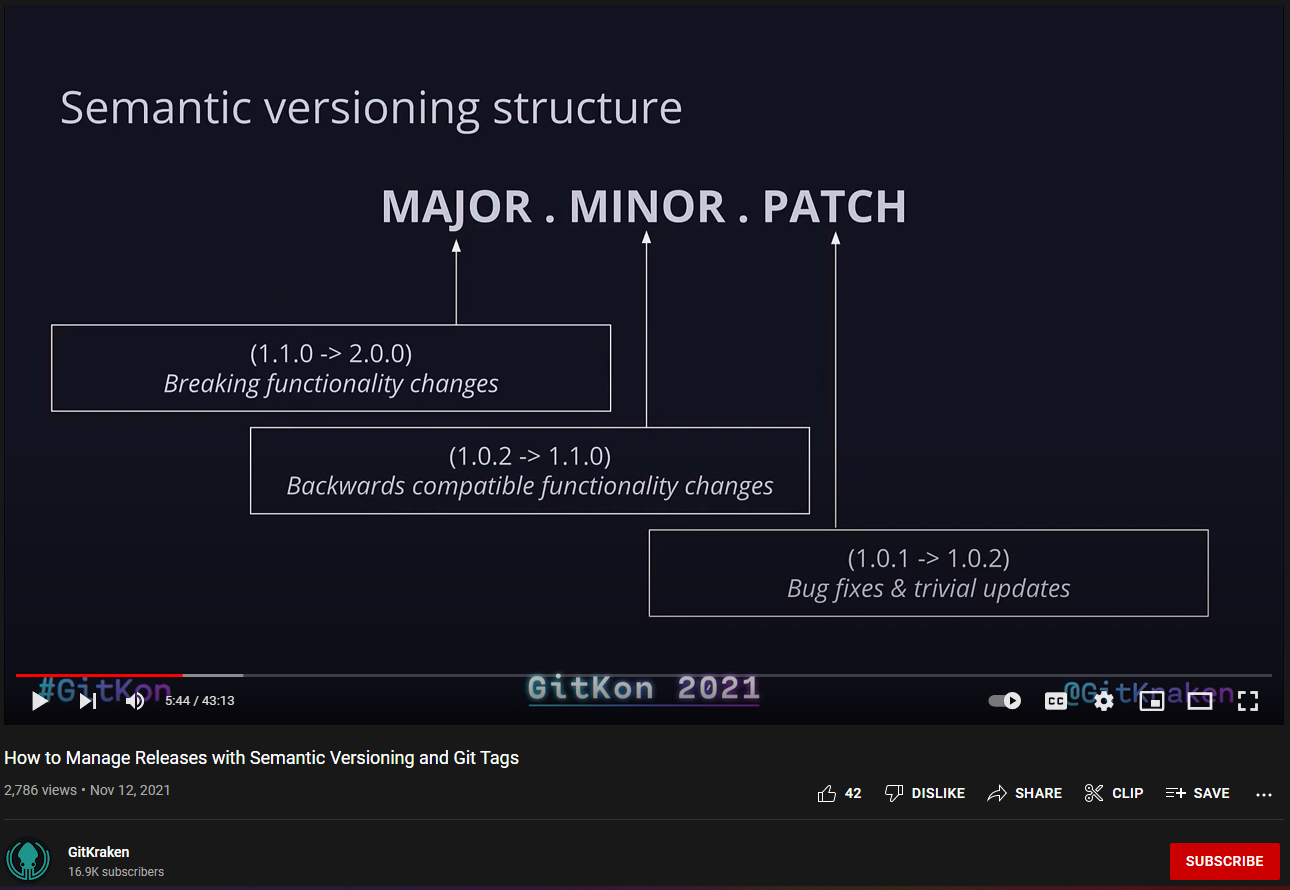 Semantic versioning structure
MAJOR . MINOR . PATCH
(1.1.0 -> 2.0.0)
Breaking functionality changes
(1.0.2 -> 1.1.0)
Backwards compatible functionality changes
(1.0.1 -> 1.0.2)
Bug fixes & trivial updates
#GitKon
GitKon 2021
@GitKraken
5:44 / 43:13
CC
How to Manage Releases with Semantic Versioning and Git Tags
2,786 views • Nov 12, 2021
42
DISLIKE
SHARE
CLIP
SAVE
GitKraken
16.9K subscribers
SUBSCRIBE